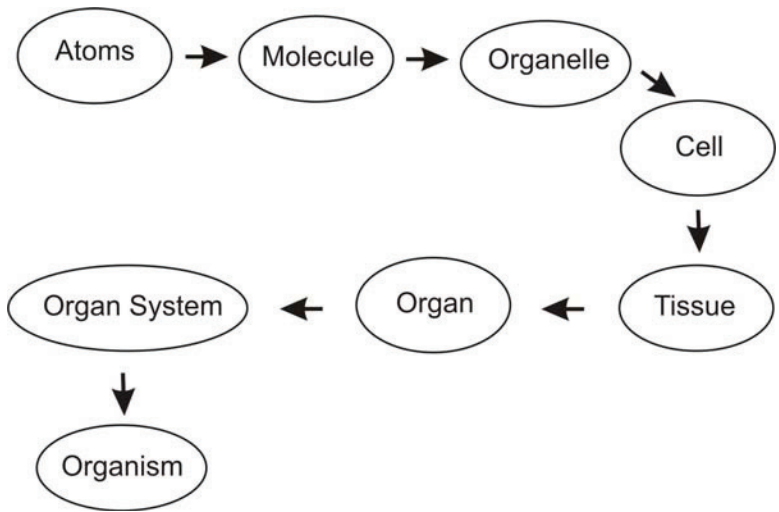 Atoms
Molecule
Organelle
Cell
Tissue
Organ
Organ System
Organism